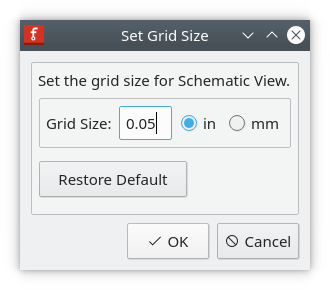 Set Grid Size
Set the grid size for Schematic View.
Grid Size: 0.05 in mm
Restore Default
OK Cancel